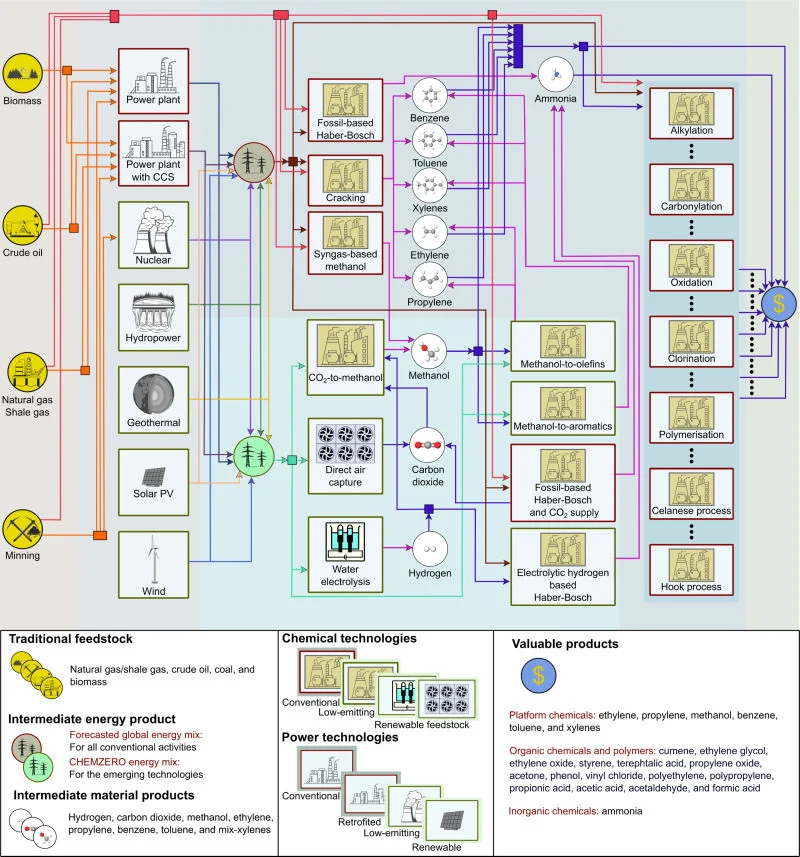 Biomass
Crude oil
Natural gas
Shale gas
Minning
Power plant
Power plant
with CCS
Nuclear
Hydropower
Geothermal
Solar PV
Wind
Fossil-based
Haber-Bosch
Cracking
Syngas-based
methanol
CO₂-to-methanol
Direct air
capture
Water
electrolysis
Benzene
Toluene
Xylenes
Ethylene
Propylene
Methanol
Carbon
dioxide
Hydrogen
Ammonia
Methanol-to-olefins
Methanol-to-aromatics
Fossil-based
Haber-Bosch
and CO₂ supply
Electrolytic hydrogen
based
Haber-Bosch
Alkylation
Carbonylation
Oxidation
Clorination
Polymerisation
Celanese process
Hook process
$
Traditional feedstock
Natural gas/shale gas, crude oil, coal, and
biomass
Intermediate energy product
Forecasted global energy mix:
For all conventional activities
CHEMZERO energy mix:
For the emerging technologies
Intermediate material products
Hydrogen, carbon dioxide, methanol, ethylene,
propylene, benzene, toluene, and mix-xylenes
Chemical technologies
Conventional
Low-emitting
Renewable feedstock
Power technologies
Conventional
Retrofited
Low-emitting
Renewable
Valuable products
$
Platform chemicals: ethylene, propylene, methanol, benzene,
toluene, and xylenes
Organic chemicals and polymers: cumene, ethylene glycol,
ethylene oxide, styrene, terephtalic acid, propylene oxide,
acetone, phenol, vinyl chloride, polyethylene, polypropylene,
propionic acid, acetic acid, acetaldehyde, and formic acid
Inorganic chemicals: ammonia